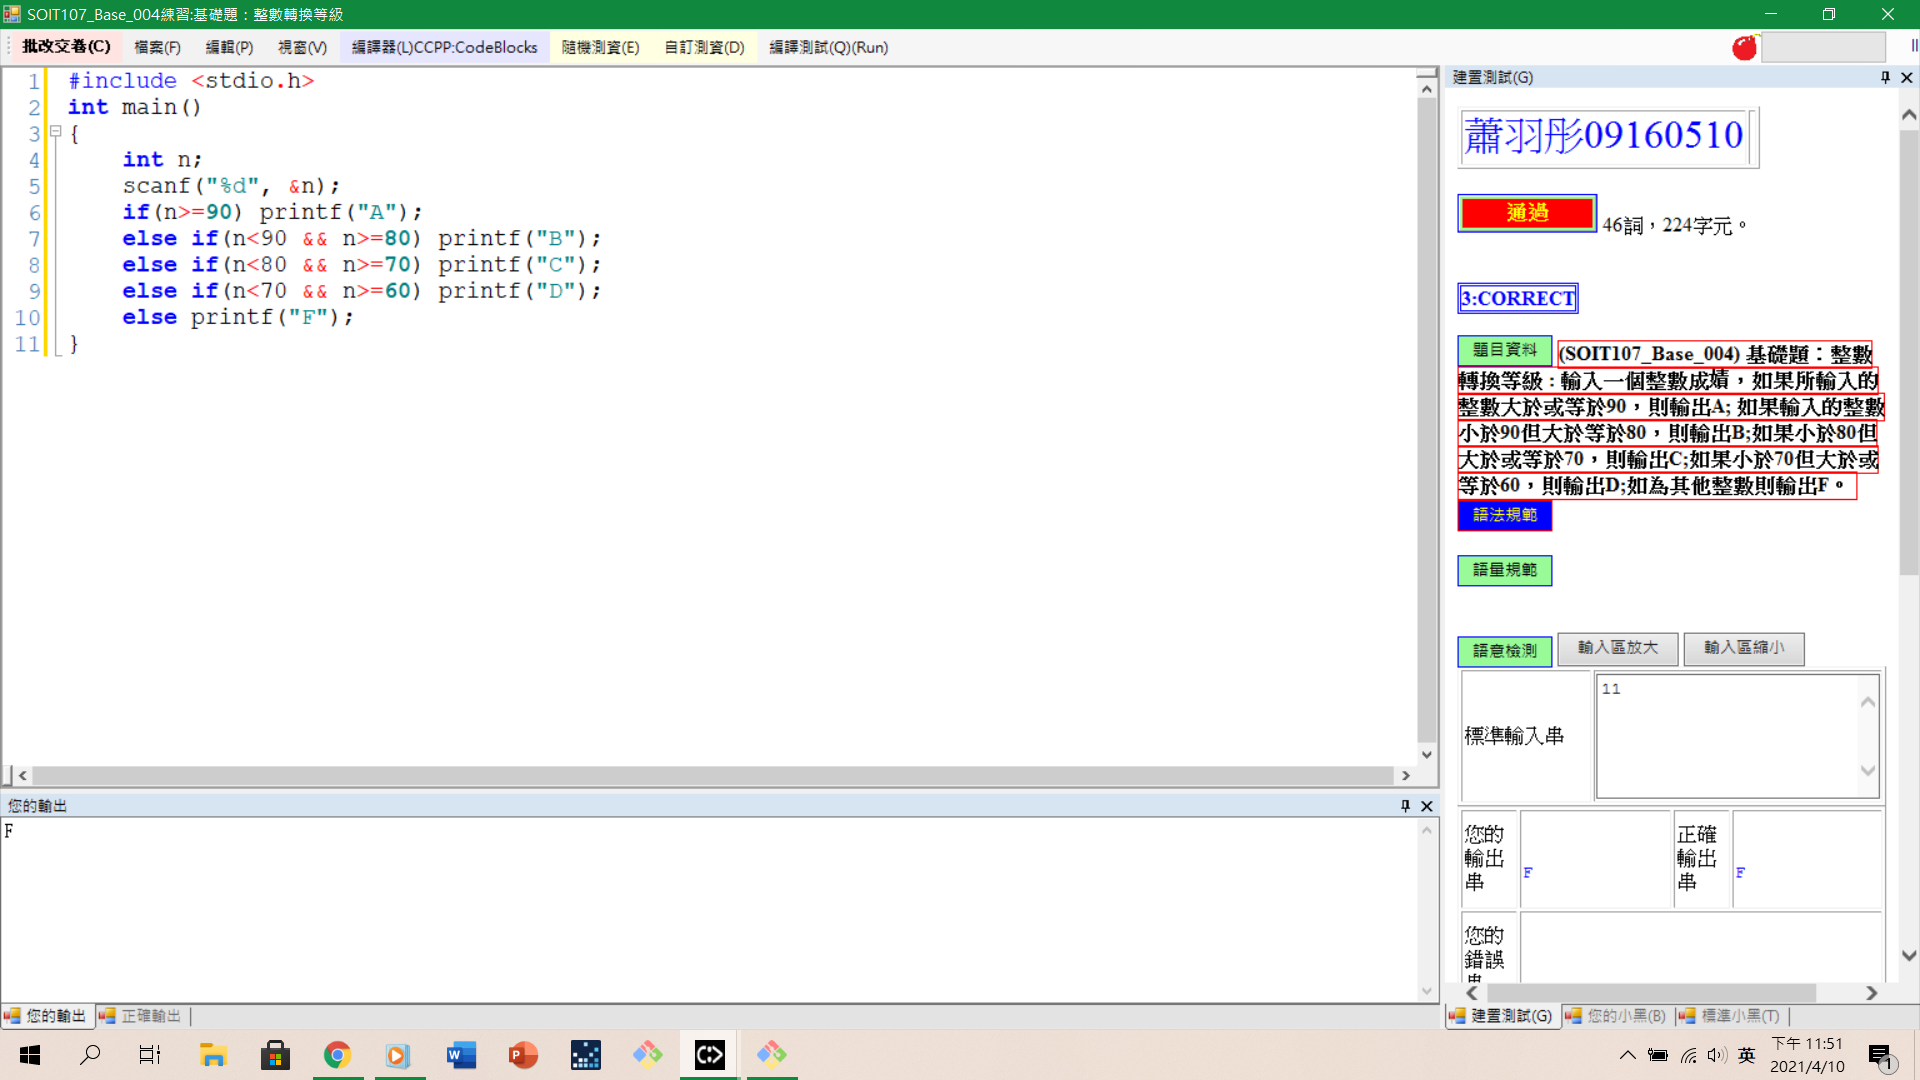 SOIT107_Base_004練習:基礎題：整數轉換等級
批改交卷(C) 檔案(F) 編輯(P) 視窗(V) 編譯器(L)CCPP:CodeBlocks 隨機測資(E) 自訂測資(D) 編譯測試(Q)(Run)
1 #include <stdio.h>
2 int main()
3 {
4     int n;
5     scanf("%d", &n);
6     if(n>=90) printf("A");
7     else if(n<90 && n>=80) printf("B");
8     else if(n<80 && n>=70) printf("C");
9     else if(n<70 && n>=60) printf("D");
10     else printf("F");
11 }
您的輸出
F
您的輸出 正確輸出
建置測試(G)
蕭羽彤09160510
通過 46詞，224字元。
3:CORRECT
題目資料 (SOIT107_Base_004) 基礎題：整數
轉換等級 : 輸入一個整數成績，如果所輸入的
整數大於或等於90，則輸出A; 如果輸入的整數
小於90但大於等於80，則輸出B;如果小於80但
大於或等於70，則輸出C;如果小於70但大於或
等於60，則輸出D;如為其他整數則輸出F。
語法規範
語量規範
語意檢測 輸入區放大 輸入區縮小
標準輸入串 11
您的輸出串 F 正確輸出串 F
您的錯誤串
建置測試(G) 您的小黑(B) 標準小黑(T)
英 下午 11:51
2021/4/10 1